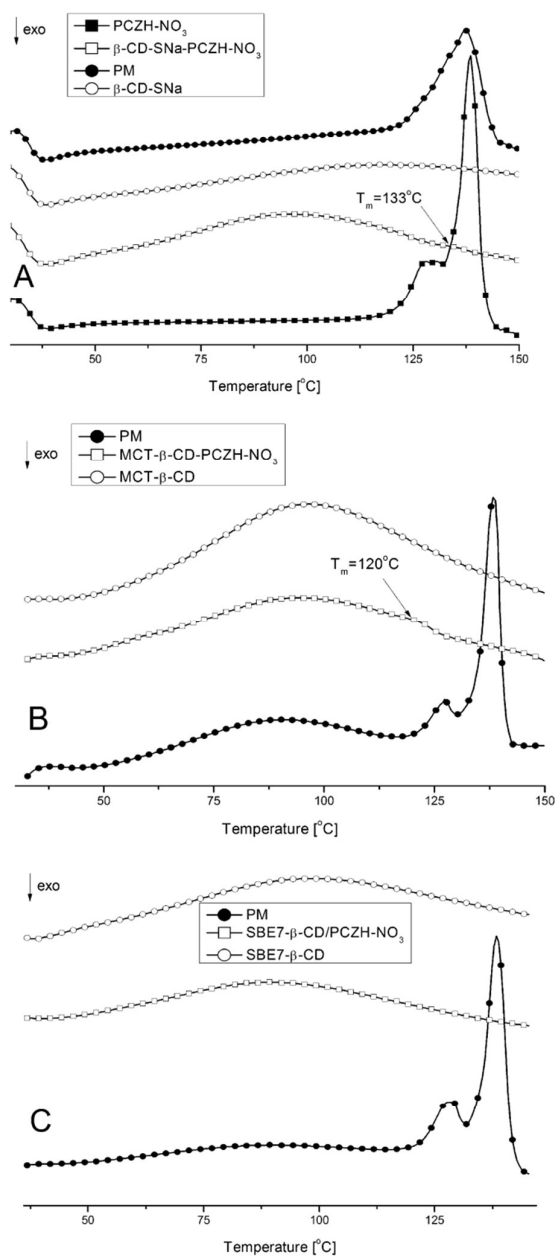 exo
PCZH-NO₃
β-CD-SNa-PCZH-NO₃
PM
β-CD-SNa
Tm=133°C
A
50 75 100 125 150
Temperature [°C]
exo
PM
MCT-β-CD-PCZH-NO₃
MCT-β-CD
Tm=120°C
B
50 75 100 125 150
Temperature [°C]
exo
PM
SBE7-β-CD/PCZH-NO₃
SBE7-β-CD
C
50 75 100 125
Temperature [°C]